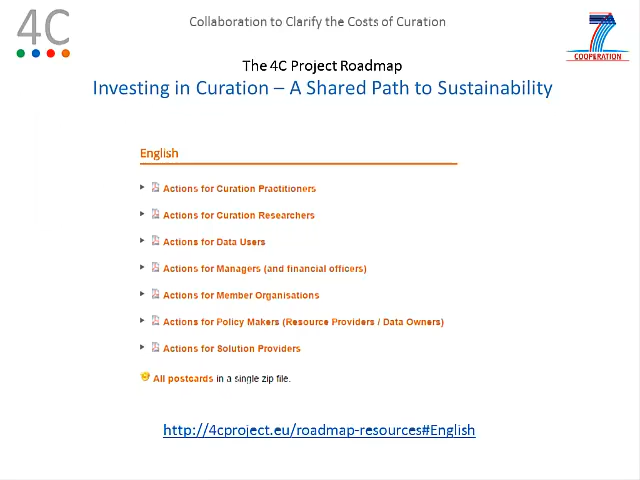 4C
Collaboration to Clarify the Costs of Curation
7
COOPERATION
The 4C Project Roadmap
Investing in Curation – A Shared Path to Sustainability
English
Actions for Curation Practitioners
Actions for Curation Researchers
Actions for Data Users
Actions for Managers (and financial officers)
Actions for Member Organisations
Actions for Policy Makers (Resource Providers / Data Owners)
Actions for Solution Providers
All postcards in a single zip file.
http://4cproject.eu/roadmap-resources#English